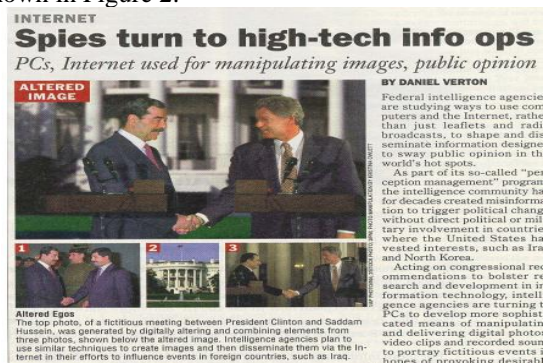 shown in Figure 2.
INTERNET
Spies turn to high-tech info ops
PCs, Internet used for manipulating images, public opinion
ALTERED
IMAGE
1
2
3
Altered Egos
The top photo, of a fictitious meeting between President Clinton and Saddam
Hussein, was generated by digitally altering and combining elements from
three photos, shown below the altered image. Intelligence agencies plan to
use similar techniques to create images and then disseminate them via the In-
ternet in their efforts to influence events in foreign countries, such as Iraq.
BY DANIEL VERTON
Federal intelligence agencie
are studying ways to use com
puters and the Internet, rathe
than just leaflets and radi
broadcasts, to shape and dis
seminate information designe
to sway public opinion in th
world's hot spots.
As part of its so-called "per
ception management" program
the intelligence community ha
for decades created misinforma
tion to trigger political chang
without direct political or mil
tary involvement in countrie
where the United States ha
vested interests, such as Ira
and North Korea.
Acting on congressional rec
ommendations to bolster re
search and development in in
formation technology, intell
gence agencies are turning t
PCs to develop more sophist
cated means of manipulatin
and delivering digital photo
video clips and recorded soun
to portray fictitious events i
hopes of provoking desirabl